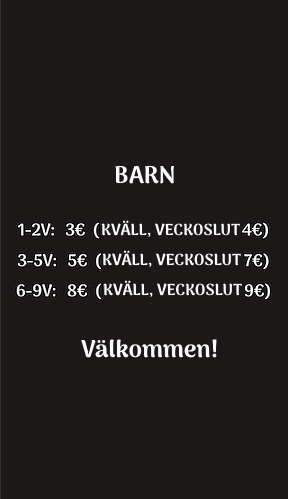 BARN
1-2V: 3€ (KVÄLL, VECKOSLUT 4€)
3-5V: 5€ (KVÄLL, VECKOSLUT 7€)
6-9V: 8€ (KVÄLL, VECKOSLUT 9€)
Välkommen!